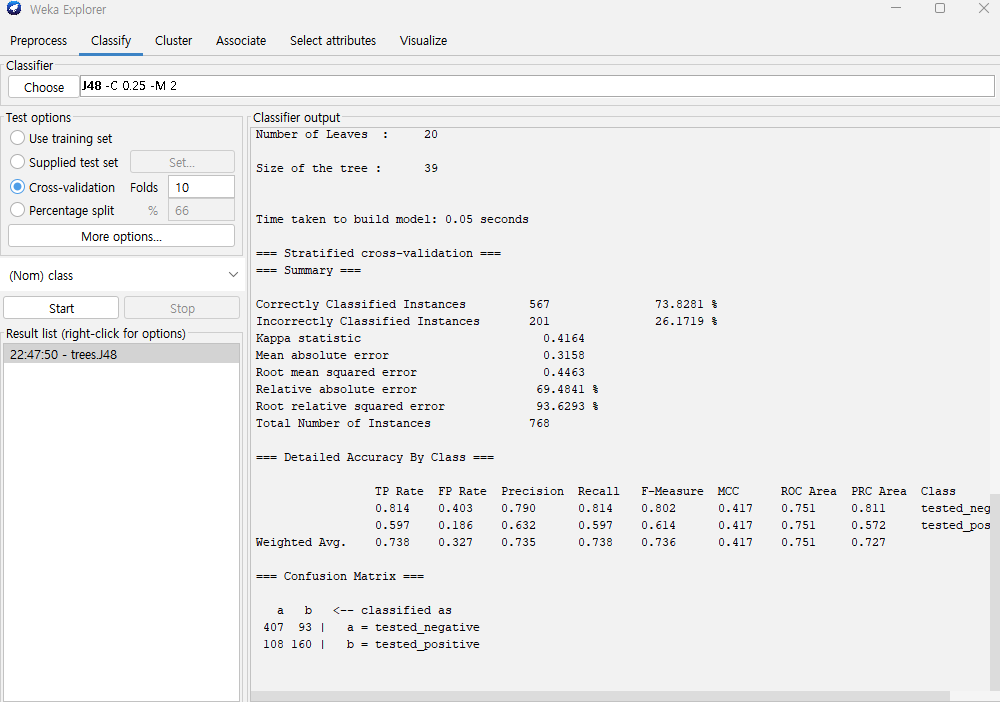 Weka Explorer
Preprocess Classify Cluster Associate Select attributes Visualize
Classifier
Choose J48 -C 0.25 -M 2
Test options
Use training set
Supplied test set Set...
Cross-validation Folds 10
Percentage split % 66
More options...
(Nom) class
Start Stop
Result list (right-click for options)
22:47:50 - trees.J48
Classifier output
Number of Leaves : 20
Size of the tree : 39
Time taken to build model: 0.05 seconds
=== Stratified cross-validation ===
=== Summary ===
Correctly Classified Instances 567 73.8281 %
Incorrectly Classified Instances 201 26.1719 %
Kappa statistic 0.4164
Mean absolute error 0.3158
Root mean squared error 0.4463
Relative absolute error 69.4841 %
Root relative squared error 93.6293 %
Total Number of Instances 768
=== Detailed Accuracy By Class ===
TP Rate FP Rate Precision Recall F-Measure MCC ROC Area PRC Area Class
0.814 0.403 0.790 0.814 0.802 0.417 0.751 0.811 tested_neg
0.597 0.186 0.632 0.597 0.614 0.417 0.751 0.572 tested_pos
Weighted Avg. 0.738 0.327 0.735 0.738 0.736 0.417 0.751 0.727
=== Confusion Matrix ===
a b <-- classified as
407 93 | a = tested_negative
108 160 | b = tested_positive